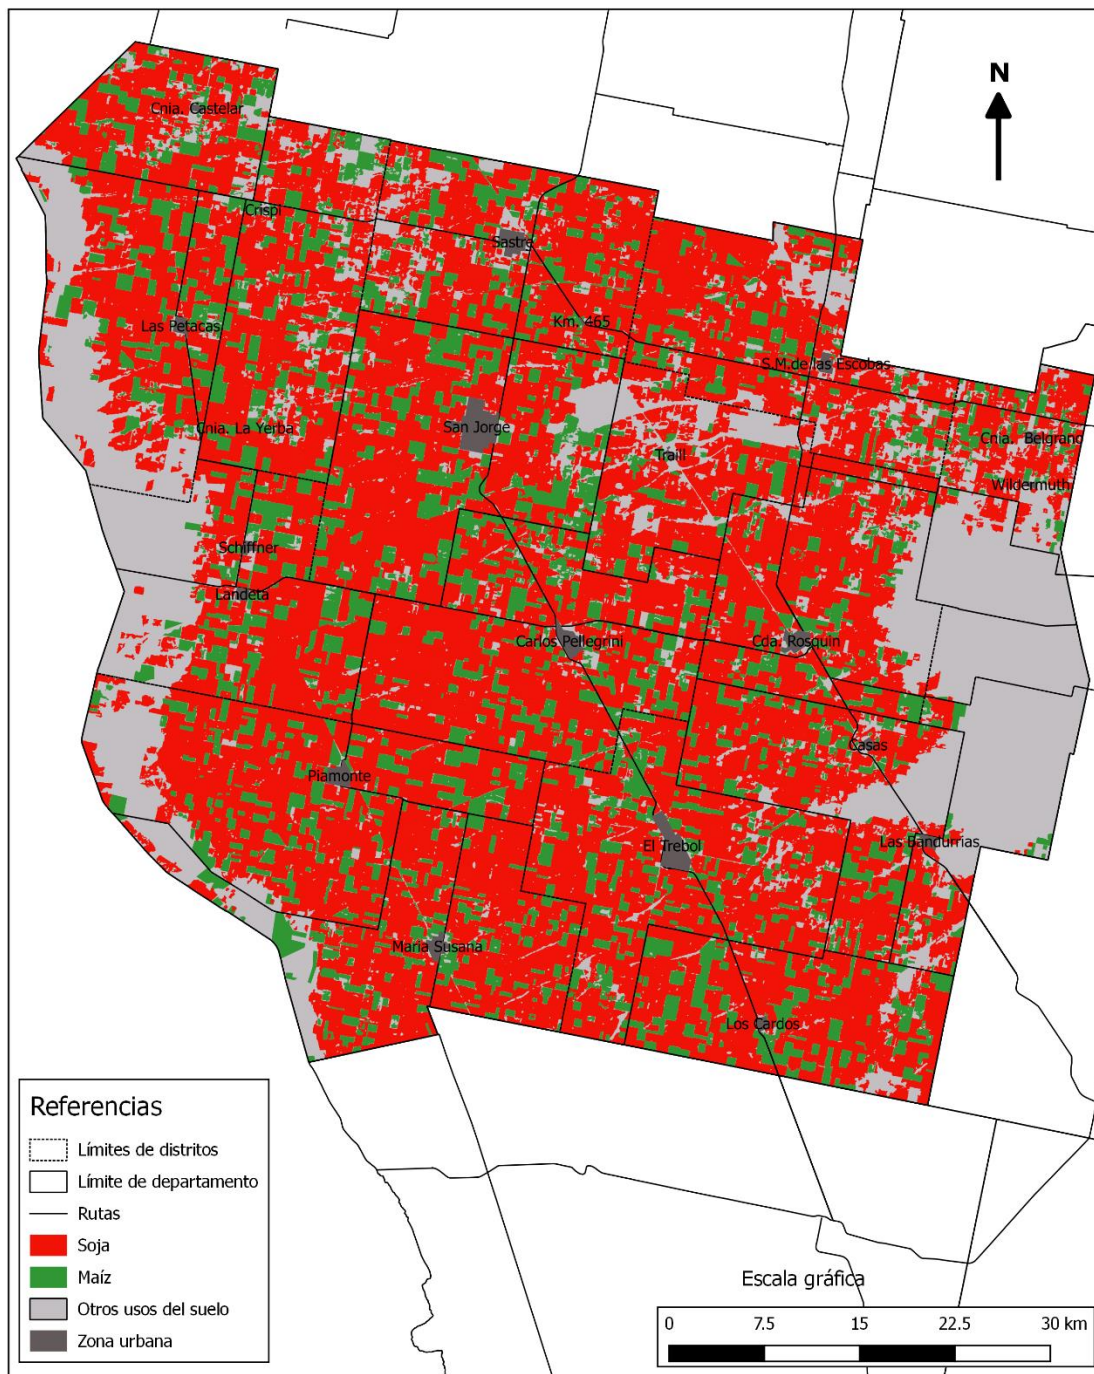 N
Cnia. Castelar
Crispi
Sastre
Las Petacas
Km. 465
S.M.de las Escobas
Cnia. La Yerba
San Jorge
Traill
Cnia. Belgrano
Wildermuth
Schiffner
Landeta
Carlos Pellegrini
Cda. Rosquin
Casas
Piamonte
El Trebol
Las Bandurrias
Maria Susana
Los Cardos
Referencias
Límites de distritos
Límite de departamento
Rutas
Soja
Maíz
Otros usos del suelo
Zona urbana
Escala gráfica
0 7.5 15 22.5 30 km